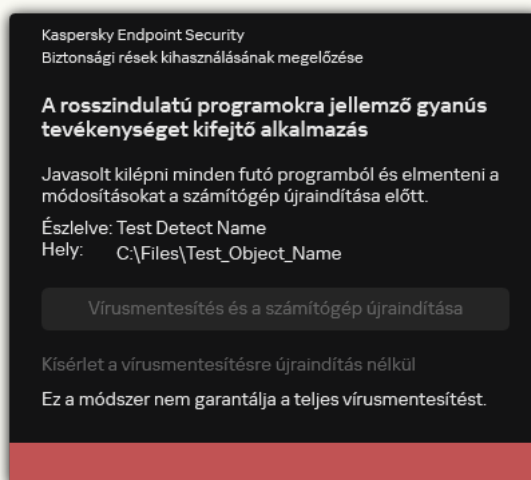 Kaspersky Endpoint Security
Biztonsági rések kihasználásának megelőzése
A rosszindulatú programokra jellemző gyanús
tevékenységet kifejtő alkalmazás
Javasolt kilépni minden futó programból és elmenteni a
módosításokat a számítógép újraindítása előtt.
Észlelve: Test Detect Name
Hely: C:\Files\Test_Object_Name
Vírusmentesítés és a számítógép újraindítása
Kísérlet a vírusmentesítésre újraindítás nélkül
Ez a módszer nem garantálja a teljes vírusmentesítést.